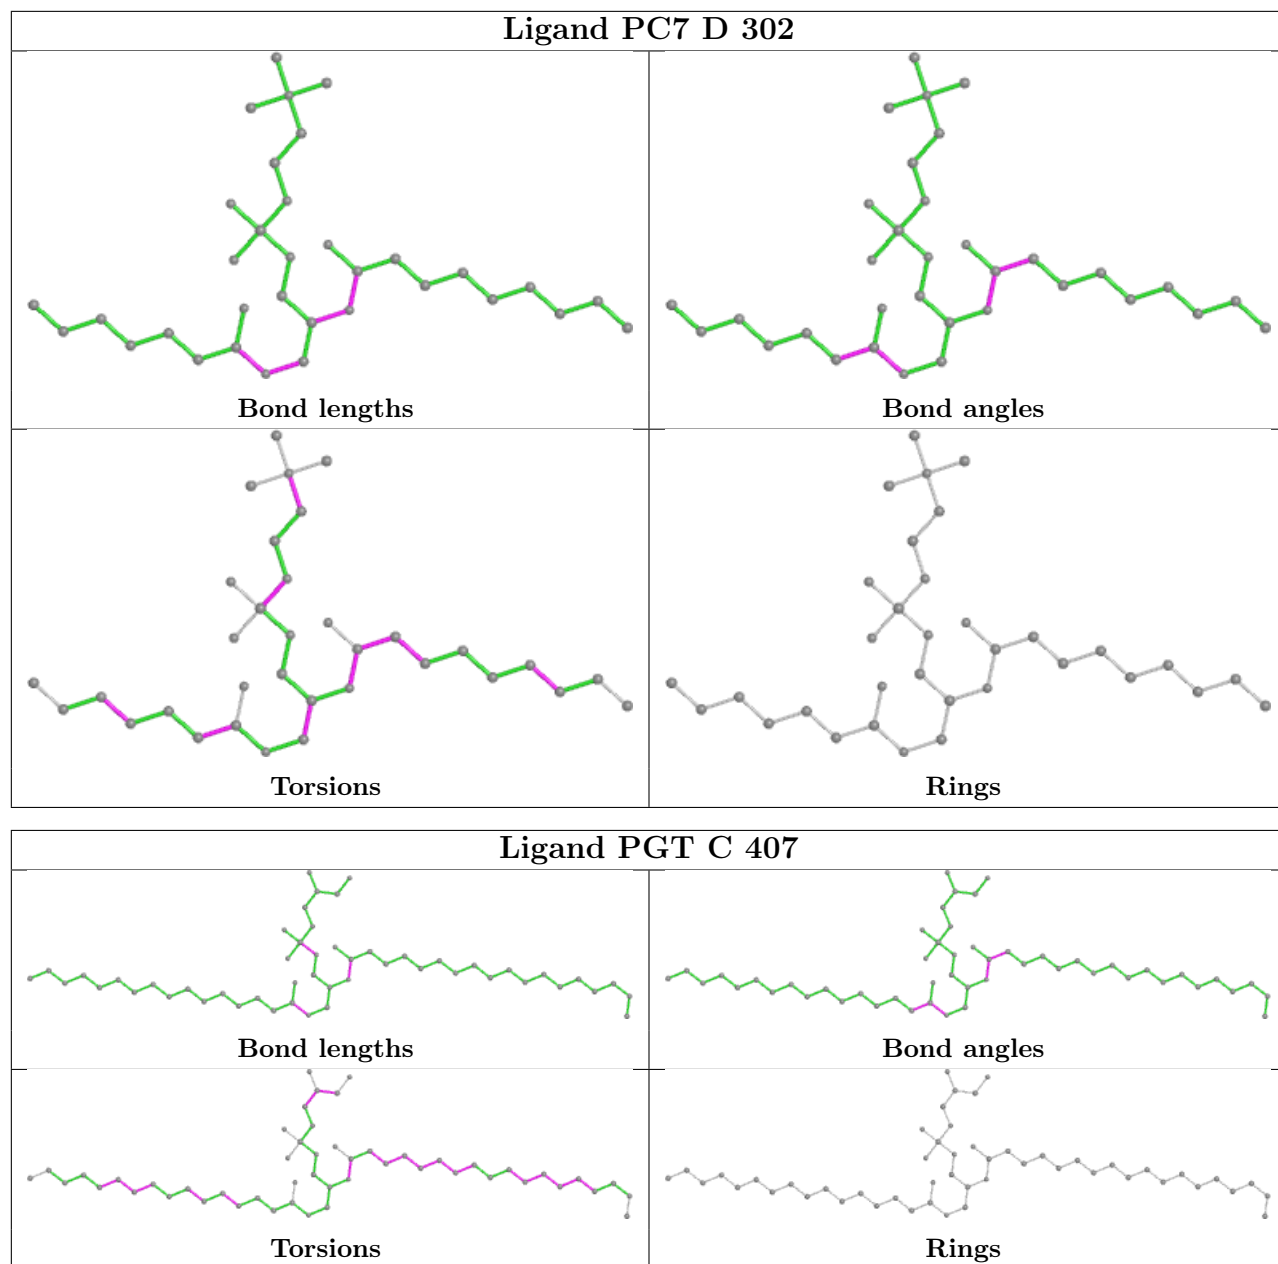 Ligand PC7 D 302
Bond lengths
Bond angles
Torsions
Rings
Ligand PGT C 407
Bond lengths
Bond angles
Torsions
Rings